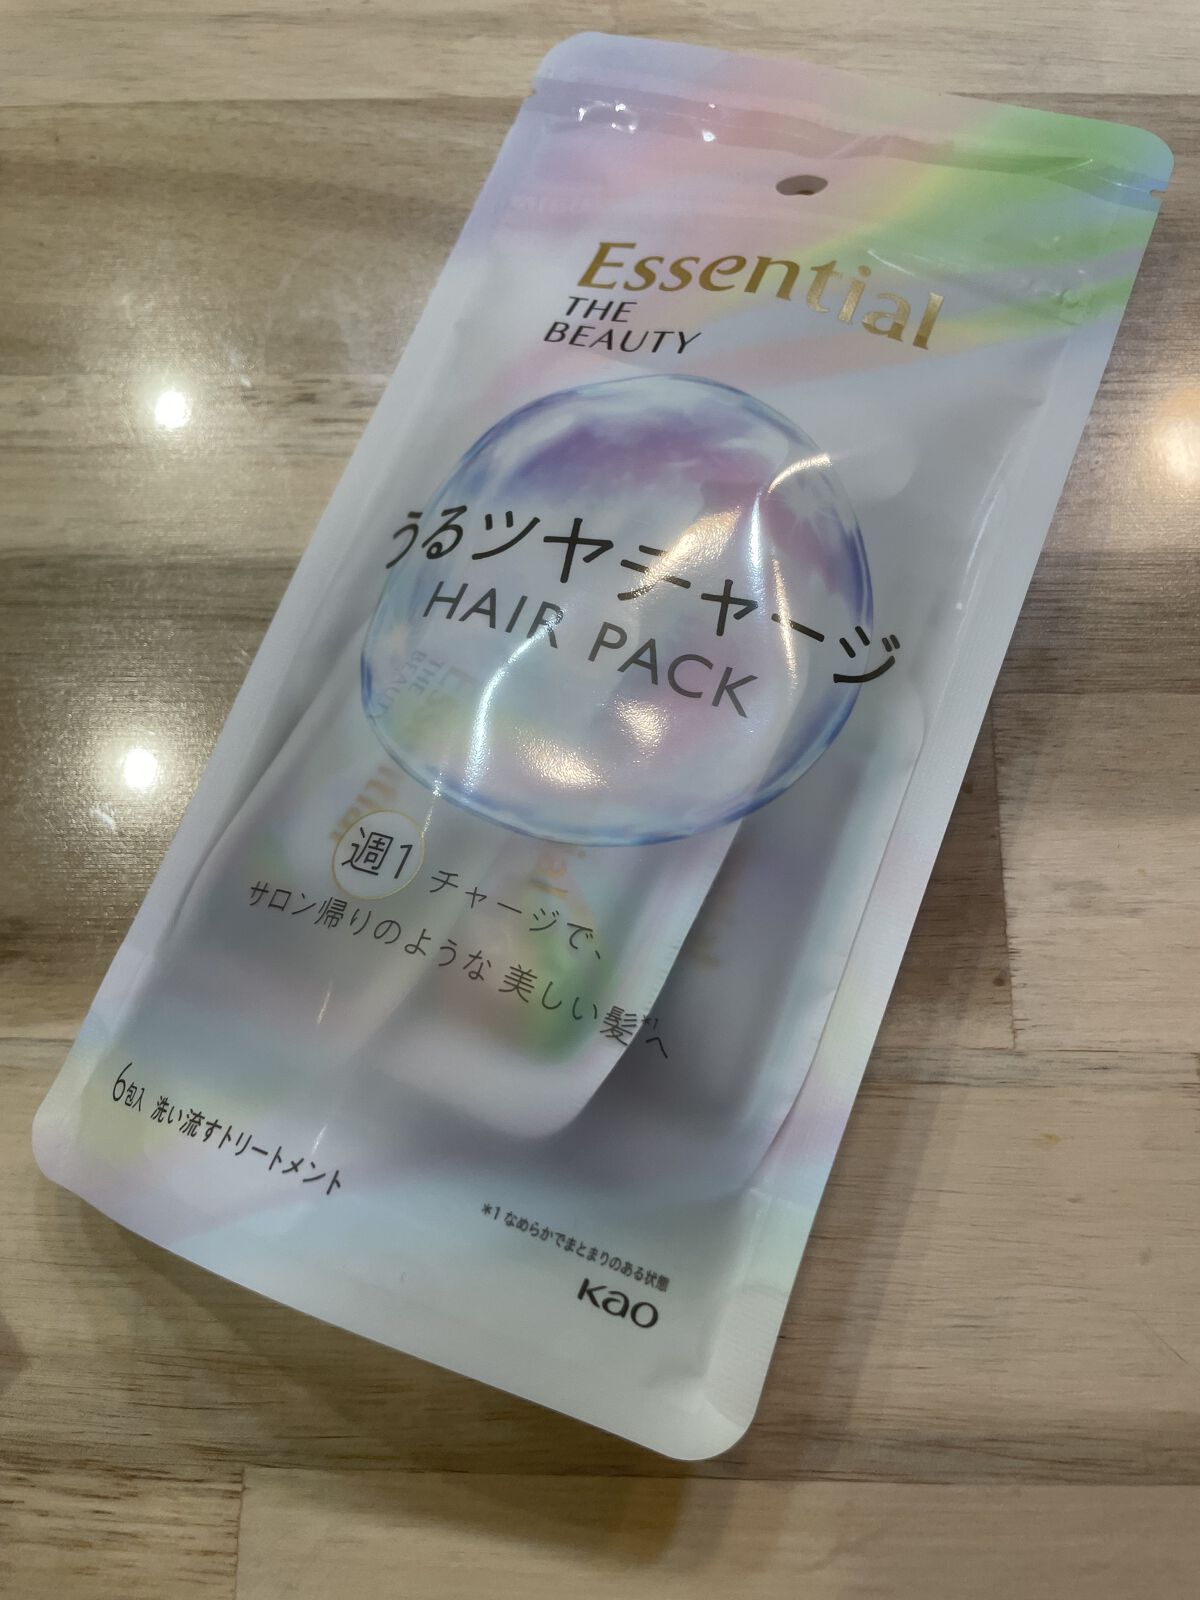 Essential
THE
BEAUTY
うるツヤチャージ
HAIR PACK
週1 チャージで、
サロン帰りのような 美しい髪*1へ
6包入 洗い流すトリートメント
*1 なめらかでまとまりのある状態
Kao
THE
BEAUTY